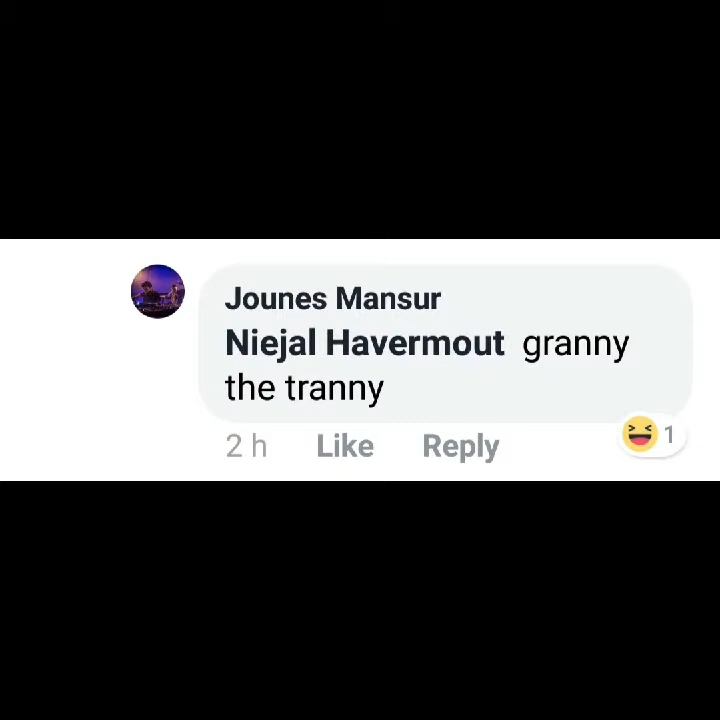 Jounes Mansur
Niejal Havermout granny
the tranny
2 h Like Reply
1